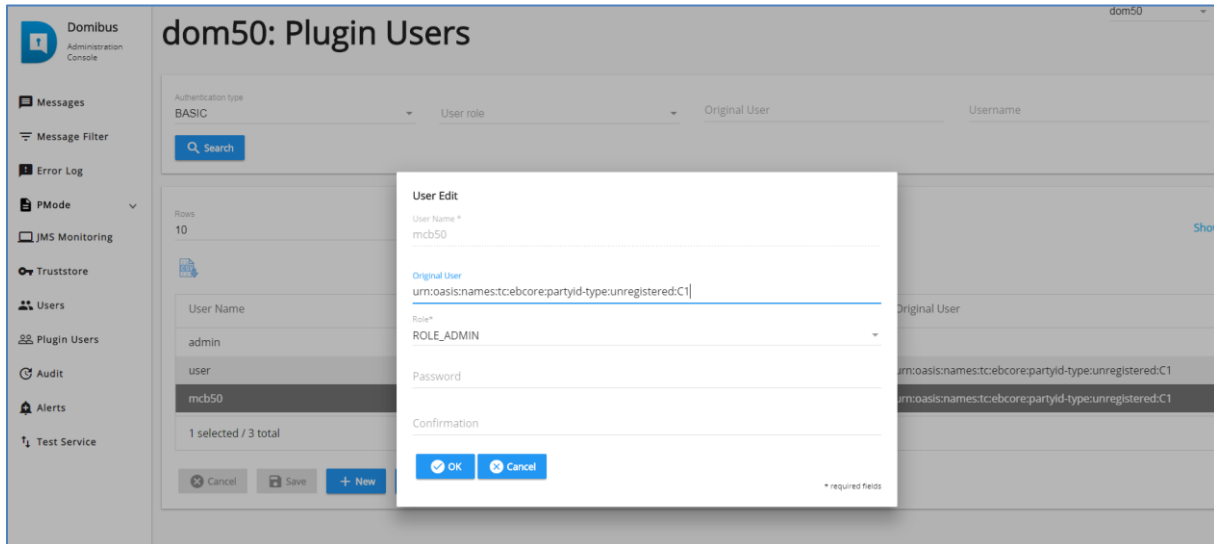 dom50
Domibus
Administration
Console
dom50: Plugin Users
Messages
Message Filter
Error Log
PMode
JMS Monitoring
Truststore
Users
Plugin Users
Audit
Alerts
Test Service
Authentication type
BASIC
User role
Original User
Username
Search
Rows
10
User Name
Original User
admin
user
urn:oasis:names:tc:ebcore:partyid-type:unregistered:C1
mcb50
urn:oasis:names:tc:ebcore:partyid-type:unregistered:C1
1 selected / 3 total
Cancel
Save
+ New
User Edit
User Name *
mcb50
Original User
urn:oasis:names:tc:ebcore:partyid-type:unregistered:C1
Role*
ROLE_ADMIN
Password
Confirmation
OK
Cancel
* required fields